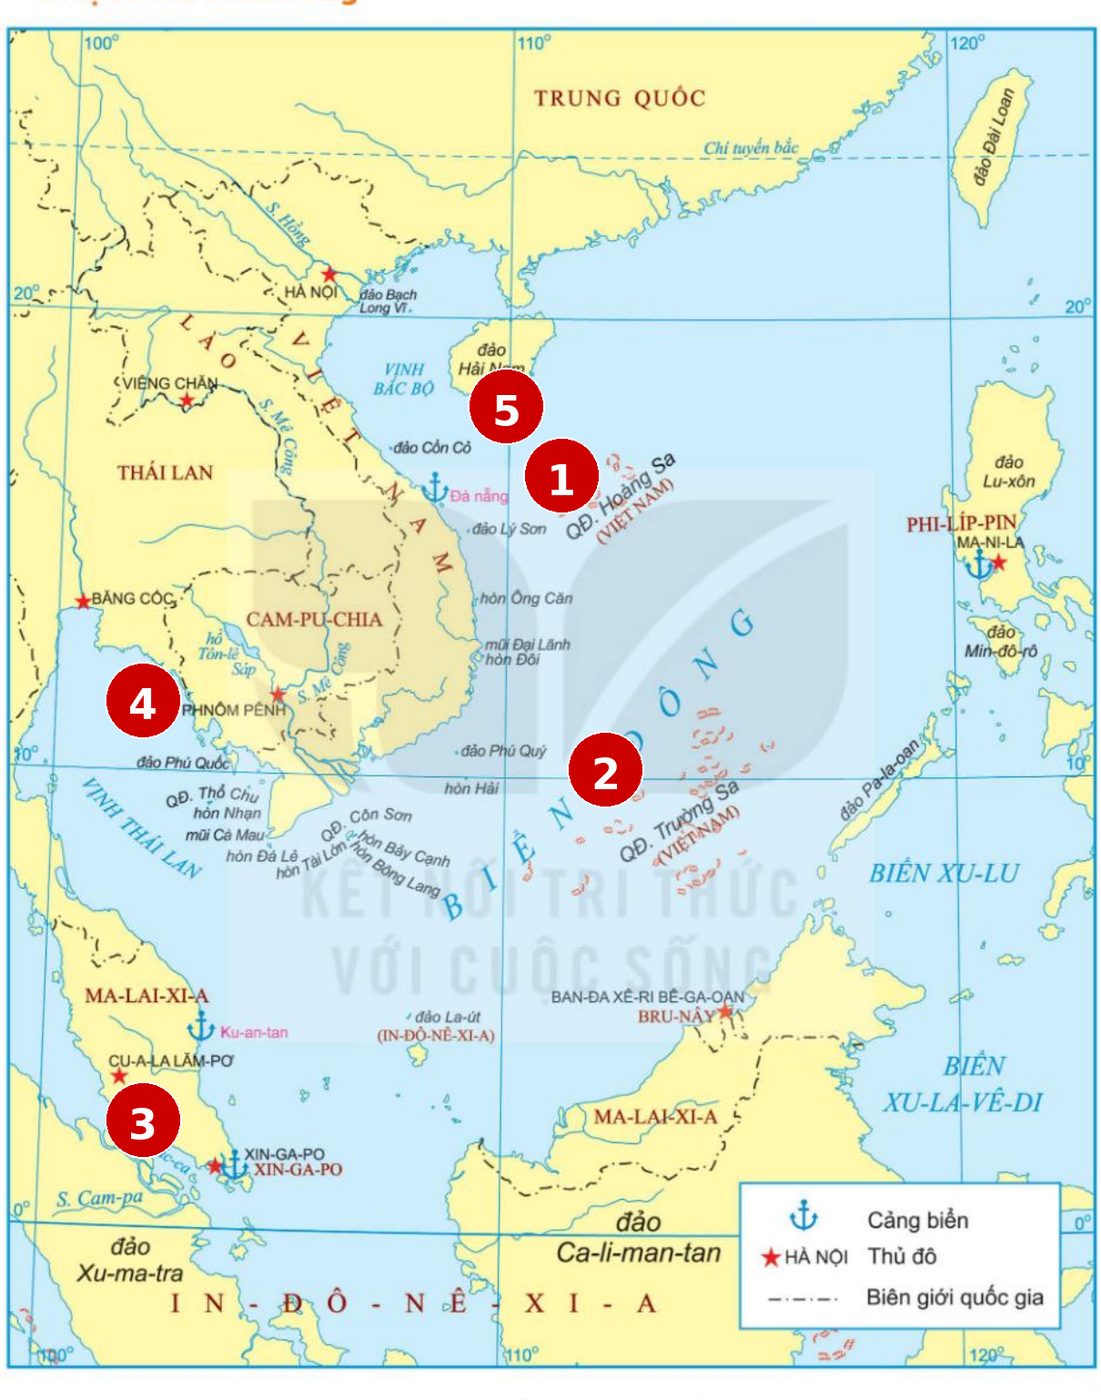 100°
110°
120°
TRUNG QUỐC
Chí tuyến bắc
đảo Đài Loan
S. Hồng
HÀ NỘI
đảo Bạch
Long Vĩ
20°
20°
LÀO
VIỆT NAM
VỊNH
BẮC BỘ
đảo
Hải Nam
VIÊNG CHĂN
S. Mê Công
5
đảo Cồn Cỏ
THÁI LAN
1
Đà nẵng
QĐ. Hoàng Sa
(VIỆT NAM)
đảo Lý Sơn
đảo
Lu-xôn
PHI-LÍP-PIN
MA-NI-LA
BĂNG CỐC
hòn Ông Căn
CAM-PU-CHIA
hồ
Tôn-lê
Sáp
S. Mê Công
mũi Đại Lãnh
hòn Đôi
đảo
Min-đô-rô
4
PHNÔM PÊNH
BIỂN ĐÔNG
đảo Phú Quốc
đảo Phú Quý
2
10°
10°
VỊNH THÁI LAN
QĐ. Thổ Chu
hòn Nhạn
mũi Cà Mau
hòn Hải
QĐ. Côn Sơn
hòn Bảy Cạnh
hòn Đá Lẻ
hòn Tài Lớn
hòn Bông Lang
QĐ. Trường Sa
(VIỆT NAM)
đảo Pa-la-oan
BIỂN XU-LU
KẾT NỐI TRI THỨC
VỚI CUỘC SỐNG
MA-LAI-XI-A
Ku-an-tan
CU-A-LA LĂM-PƠ
đảo La-út
(IN-ĐÔ-NÊ-XI-A)
BAN-ĐA XÊ-RI BÊ-GA-OAN
BRU-NÂY
BIỂN
XU-LA-VÊ-DI
3
MA-LAI-XI-A
XIN-GA-PO
XIN-GA-PO
S. Cam-pa
0°
0°
đảo
Xu-ma-tra
đảo
Ca-li-man-tan
IN-ĐÔ-NÊ-XI-A
Cảng biển
HÀ NỘI Thủ đô
Biên giới quốc gia
100°
110°
120°